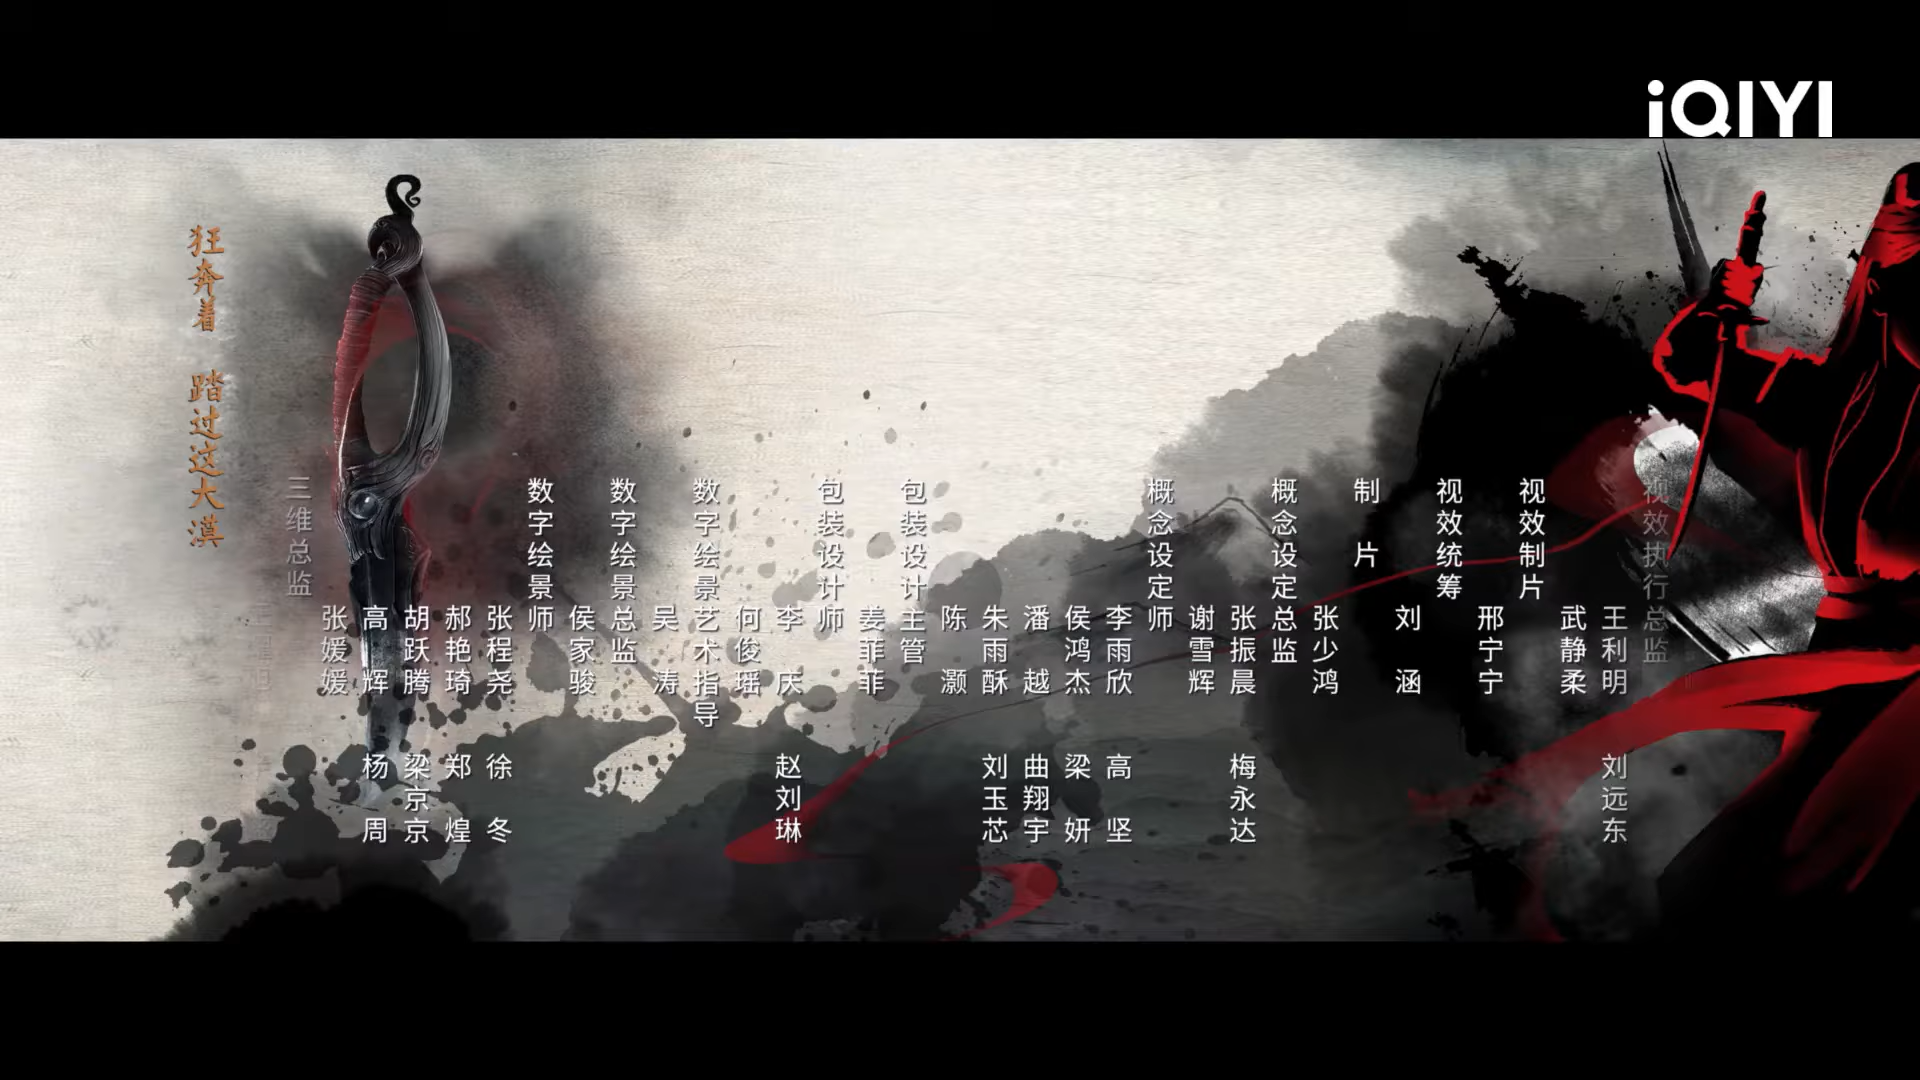 iQIYI
视效执行总监
王利明 刘远东
武静柔
视效制片
邢宁宁
视效统筹
刘涵
制片
张少鸿
概念设定总监
张振晨 梅永达
谢雪辉
概念设定师
李雨欣 高坚
侯鸿杰 梁妍
潘越 曲翔宇
朱雨酥 刘玉芯
陈灏
包装设计主管
姜菲菲
包装设计师
李庆 赵刘琳
何俊瑶
数字绘景艺术指导
吴涛
数字绘景总监
侯家骏
数字绘景师
张程尧 徐冬
郝艳琦 郑煌
胡跃腾 梁京京
高辉 杨周
张媛媛
三维总监
狂奔着 踏过这大漠